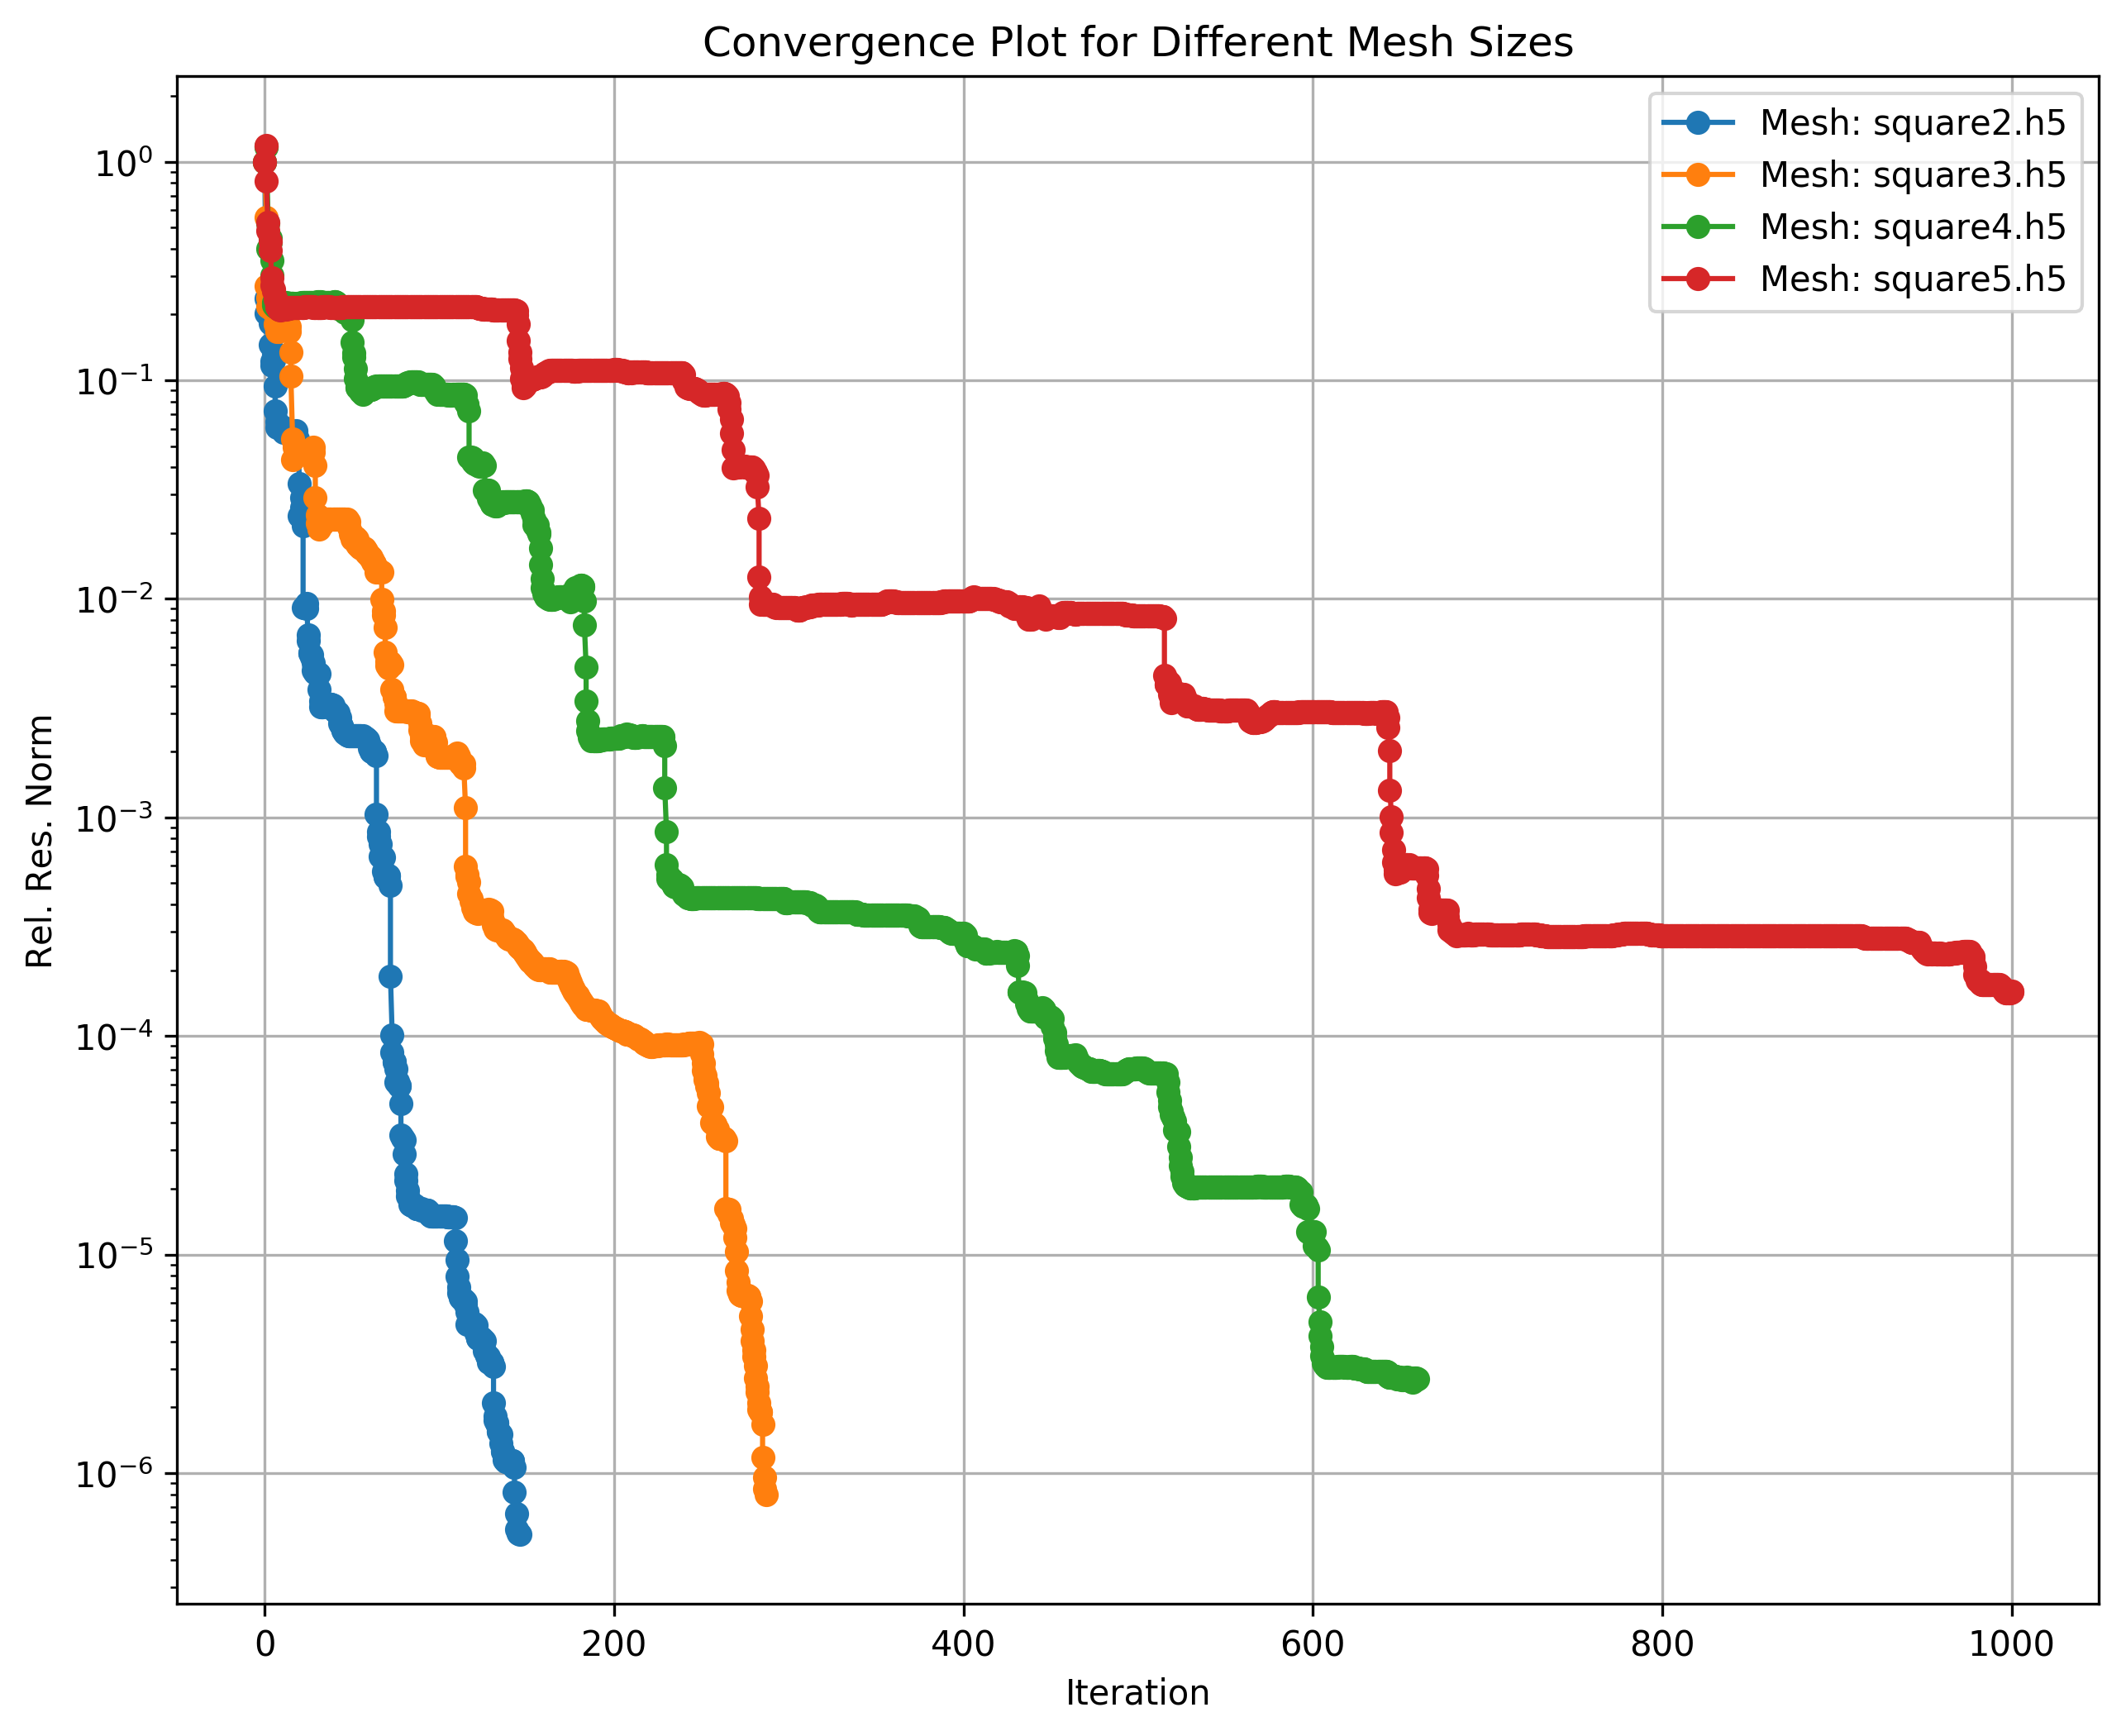 Convergence Plot for Different Mesh Sizes
Mesh: square2.h5
Mesh: square3.h5
Mesh: square4.h5
Mesh: square5.h5
Rel. Res. Norm
10⁰
10⁻¹
10⁻²
10⁻³
10⁻⁴
10⁻⁵
10⁻⁶
0 200 400 600 800 1000
Iteration